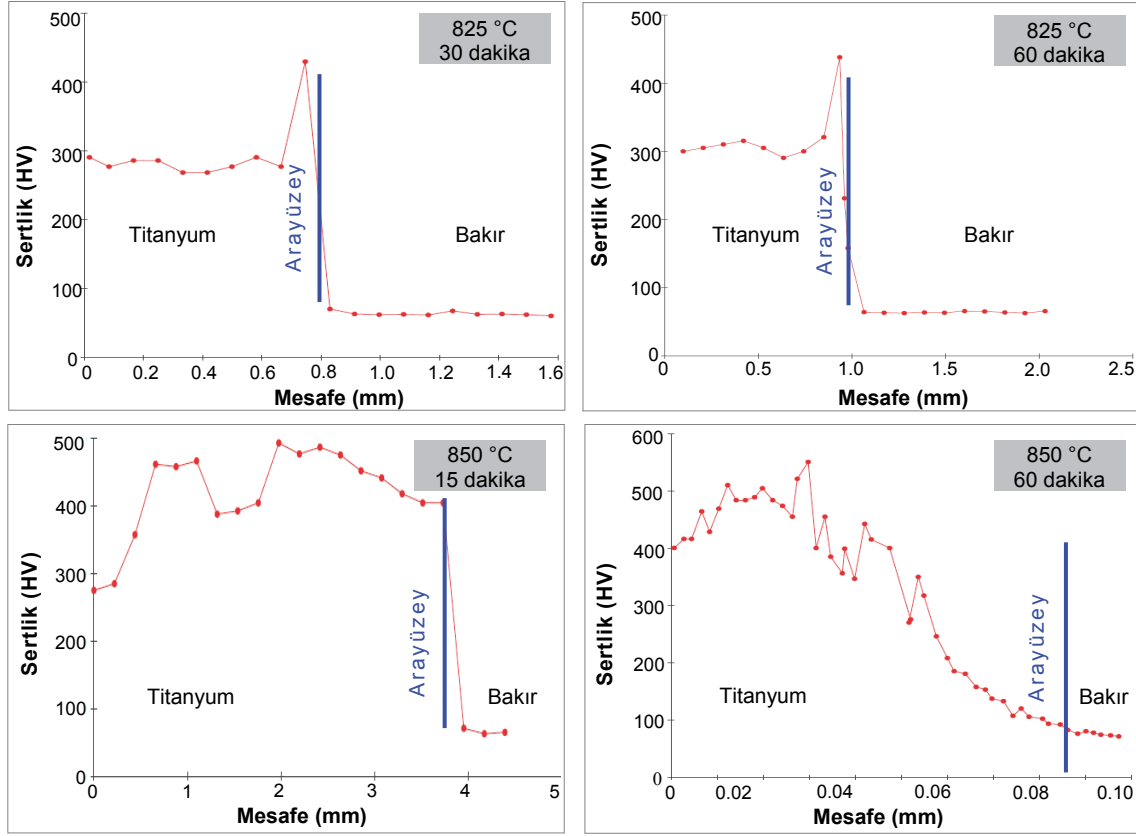 825 °C
30 dakika
500
400
300
200
100
0
Sertlik (HV)
Titanyum
Arayüzey
Bakır
0 0.2 0.4 0.6 0.8 1.0 1.2 1.4 1.6
Mesafe (mm)
825 °C
60 dakika
500
400
300
200
100
0
Sertlik (HV)
Titanyum
Arayüzey
Bakır
0 0.5 1.0 1.5 2.0 2.5
Mesafe (mm)
850 °C
15 dakika
500
400
300
200
100
0
Sertlik (HV)
Titanyum
Arayüzey
Bakır
0 1 2 3 4 5
Mesafe (mm)
850 °C
60 dakika
600
500
400
300
200
100
0
Sertlik (HV)
Titanyum
Arayüzey
Bakır
0 0.02 0.04 0.06 0.08 0.10
Mesafe (mm)